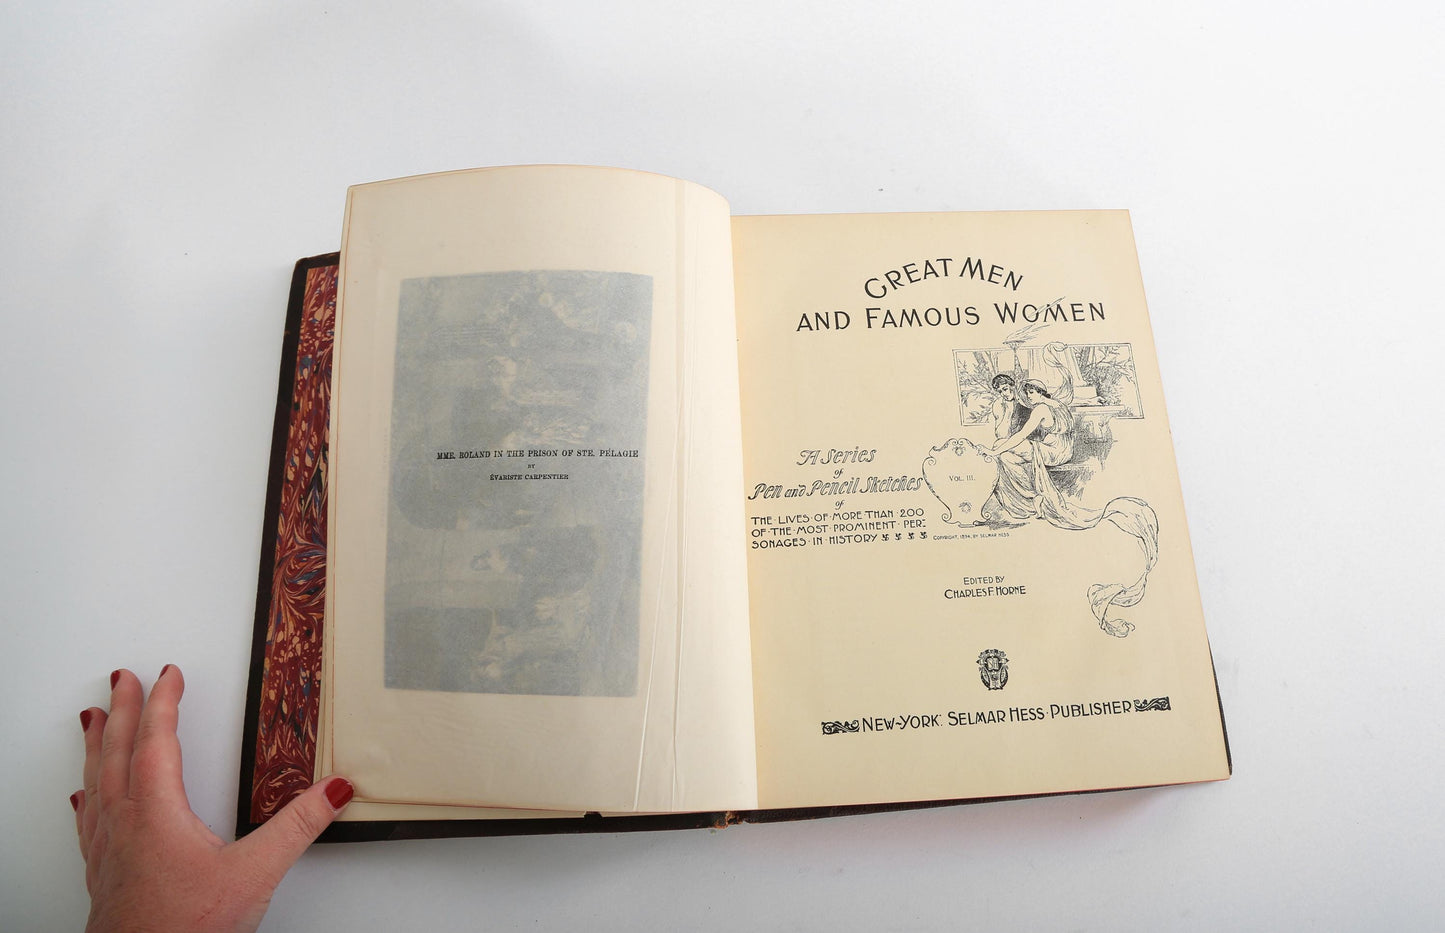 MME. ROLAND IN THE PRISON OF STE. PÉLAGIE
BY
ÉVARISTE CARPENTIER
GREAT MEN
AND FAMOUS WOMEN
A Series
of
Pen and Pencil Sketches
of
THE · LIVES · OF · MORE THAN 200
OF · THE · MOST PROMINENT PER-
SONAGES · IN · HISTORY
VOL. III.
COPYRIGHT, 1894, BY SELMAR HESS
EDITED BY
CHARLES F. HORNE
NEW-YORK: SELMAR HESS · PUBLISHER